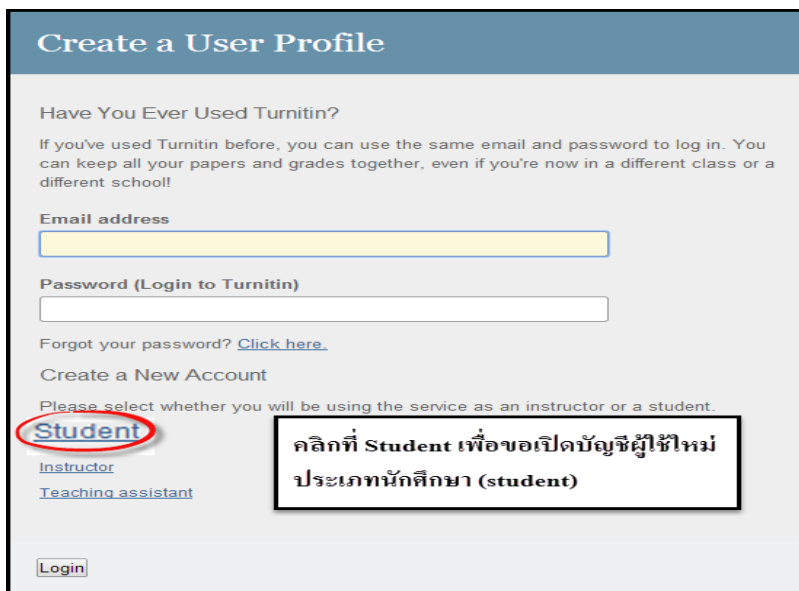 Create a User Profile
Have You Ever Used Turnitin?
If you've used Turnitin before, you can use the same email and password to log in. You
can keep all your papers and grades together, even if you're now in a different class or a
different school!
Email address
Password (Login to Turnitin)
Forgot your password? Click here.
Create a New Account
Please select whether you will be using the service as an instructor or a student.
Student
คลิกที่ Student เพื่อขอเปิดบัญชีผู้ใช้ใหม่
ประเภทนักศึกษา (student)
Instructor
Teaching assistant
Login